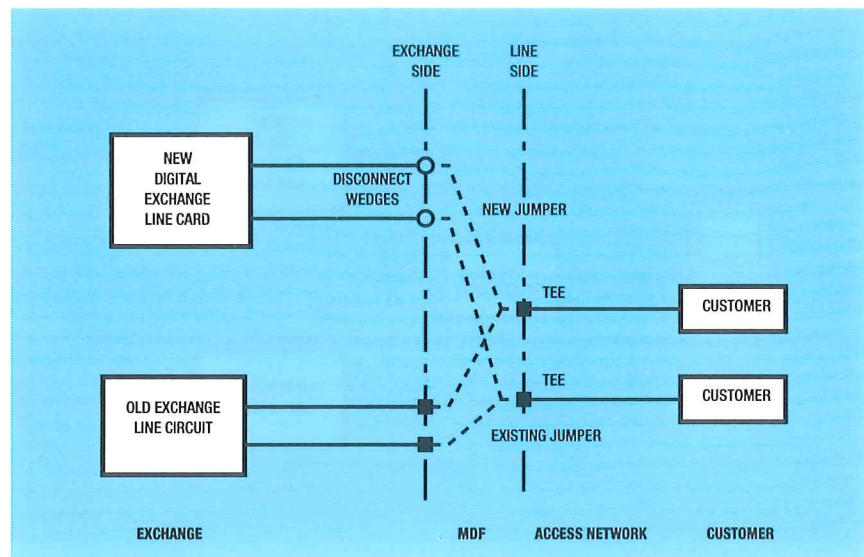 EXCHANGE
SIDE
LINE
SIDE
NEW
DIGITAL
EXCHANGE
LINE CARD
DISCONNECT
WEDGES
NEW JUMPER
TEE
CUSTOMER
TEE
CUSTOMER
OLD EXCHANGE
LINE CIRCUIT
EXISTING JUMPER
EXCHANGE
MDF
ACCESS NETWORK
CUSTOMER